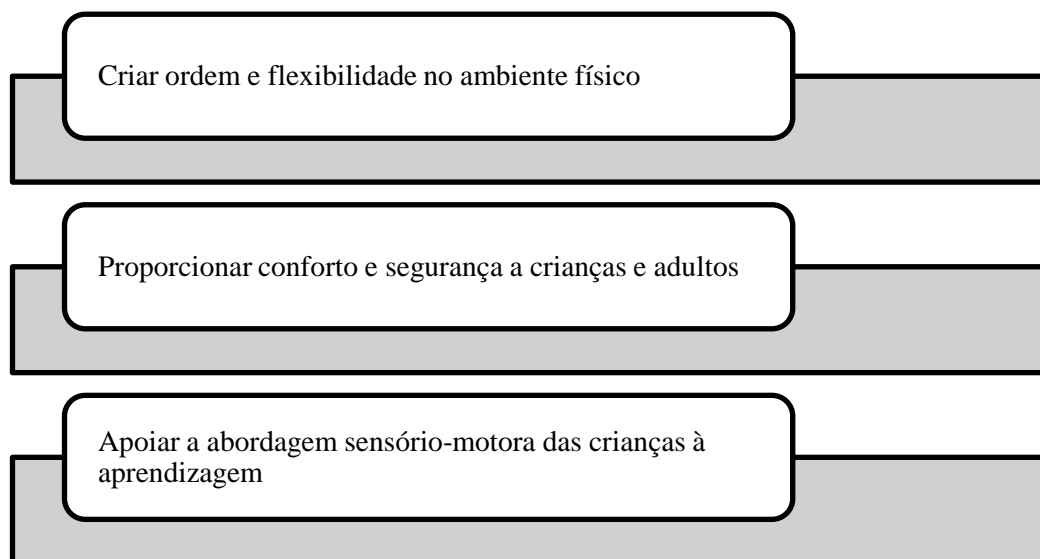 Criar ordem e flexibilidade no ambiente físico
Proporcionar conforto e segurança a crianças e adultos
Apoiar a abordagem sensório-motora das crianças à
aprendizagem